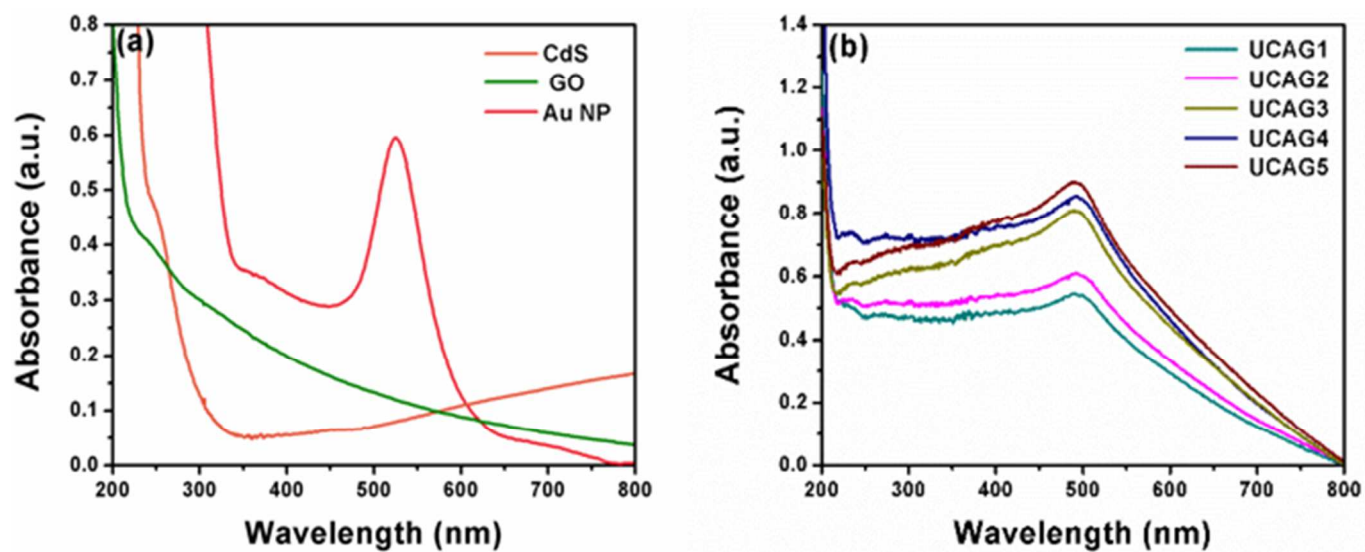 (a)
CdS
GO
Au NP
0.8
0.7
0.6
0.5
0.4
0.3
0.2
0.1
0.0
200 300 400 500 600 700 800
Absorbance (a.u.)
Wavelength (nm)
(b)
UCAG1
UCAG2
UCAG3
UCAG4
UCAG5
1.4
1.2
1.0
0.8
0.6
0.4
0.2
0.0
200 300 400 500 600 700 800
Absorbance (a.u.)
Wavelength (nm)